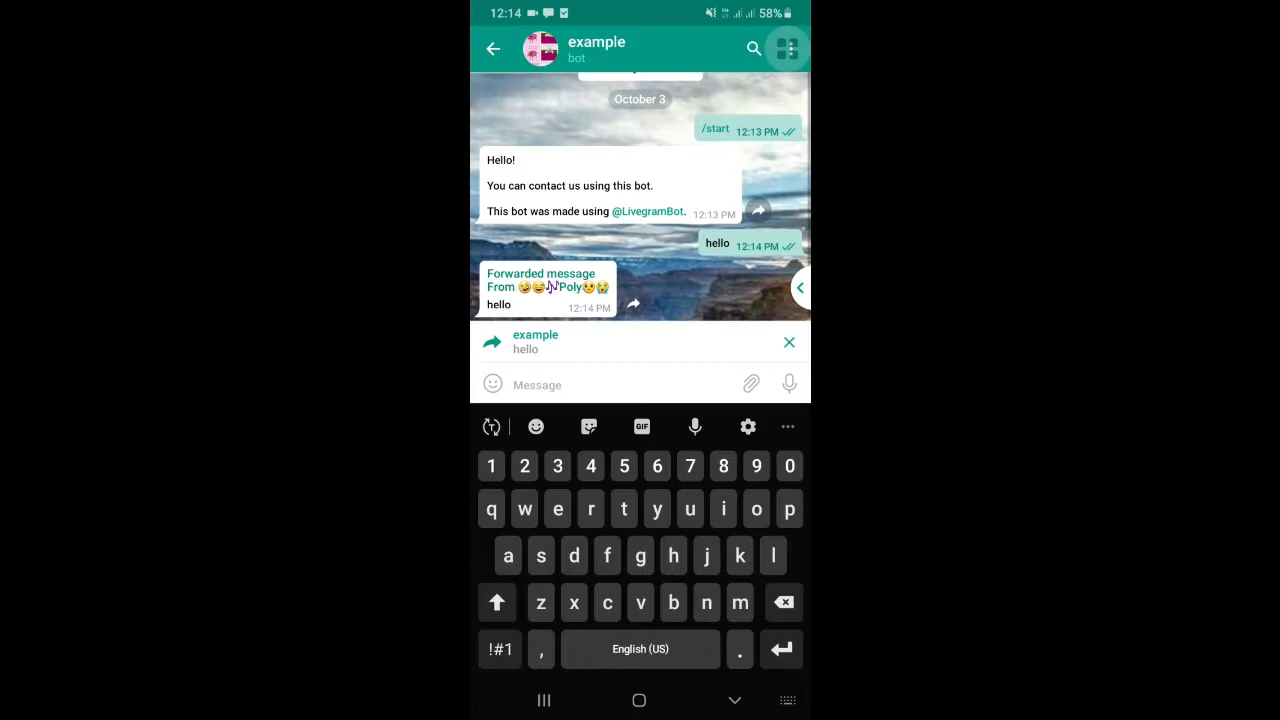 12:14
58%
example
bot
October 3
/start 12:13 PM
Hello!
You can contact us using this bot.
This bot was made using @LivegramBot. 12:13 PM
hello 12:14 PM
Forwarded message
From 🤣😅🎶Poly🤨😭
hello 12:14 PM
example
hello
Message
GIF
1 2 3 4 5 6 7 8 9 0
q w e r t y u i o p
a s d f g h j k l
z x c v b n m
!#1 , English (US) .